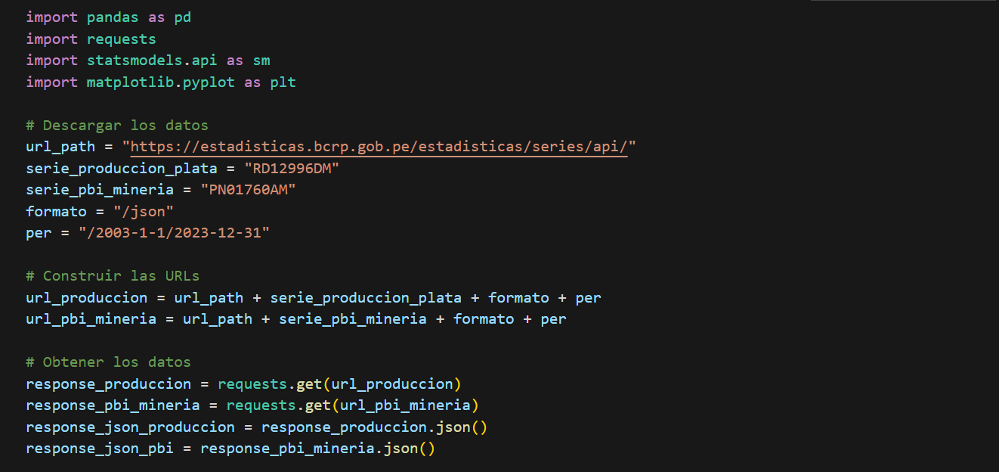 import pandas as pd
import requests
import statsmodels.api as sm
import matplotlib.pyplot as plt
# Descargar los datos
url_path = "https://estadisticas.bcrp.gob.pe/estadisticas/series/api/"
serie_produccion_plata = "RD12996DM"
serie_pbi_mineria = "PN01760AM"
formato = "/json"
per = "/2003-1-1/2023-12-31"
# Construir las URLs
url_produccion = url_path + serie_produccion_plata + formato + per
url_pbi_mineria = url_path + serie_pbi_mineria + formato + per
# Obtener los datos
response_produccion = requests.get(url_produccion)
response_pbi_mineria = requests.get(url_pbi_mineria)
response_json_produccion = response_produccion.json()
response_json_pbi = response_pbi_mineria.json()